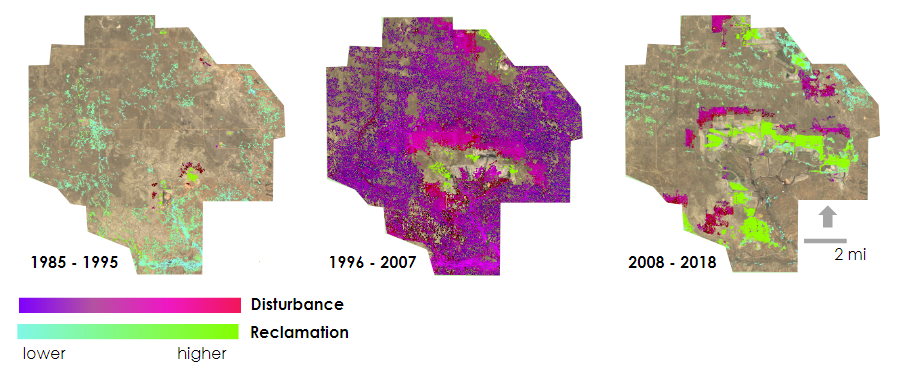 1985 - 1995
1996 - 2007
2008 - 2018
2 mi
Disturbance
Reclamation
lower
higher